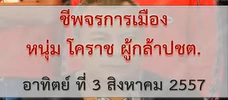 ชีพจรการเมือง
หนุ่ม โคราช ผู้กล้าปชต.
อาทิตย์ ที่ 3 สิงหาคม 2557